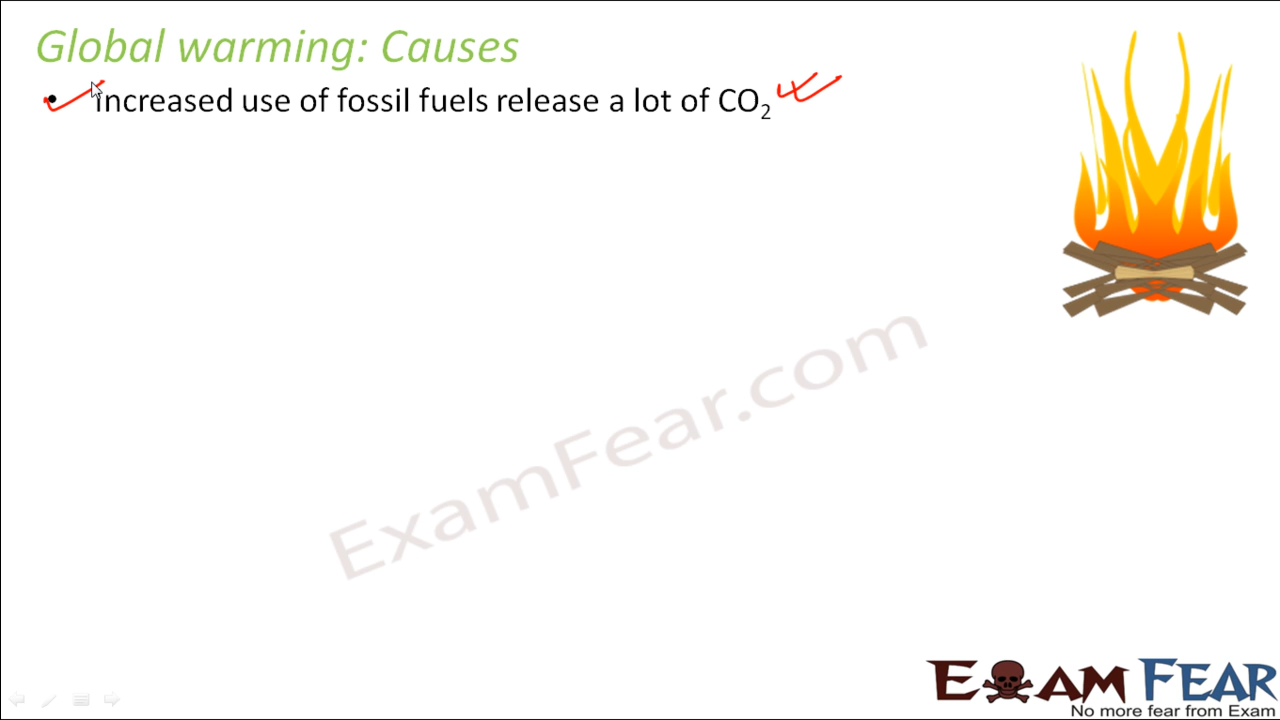 Global warming: Causes
• Increased use of fossil fuels release a lot of CO₂
ExamFear.com
EXAM FEAR
No more fear from Exam